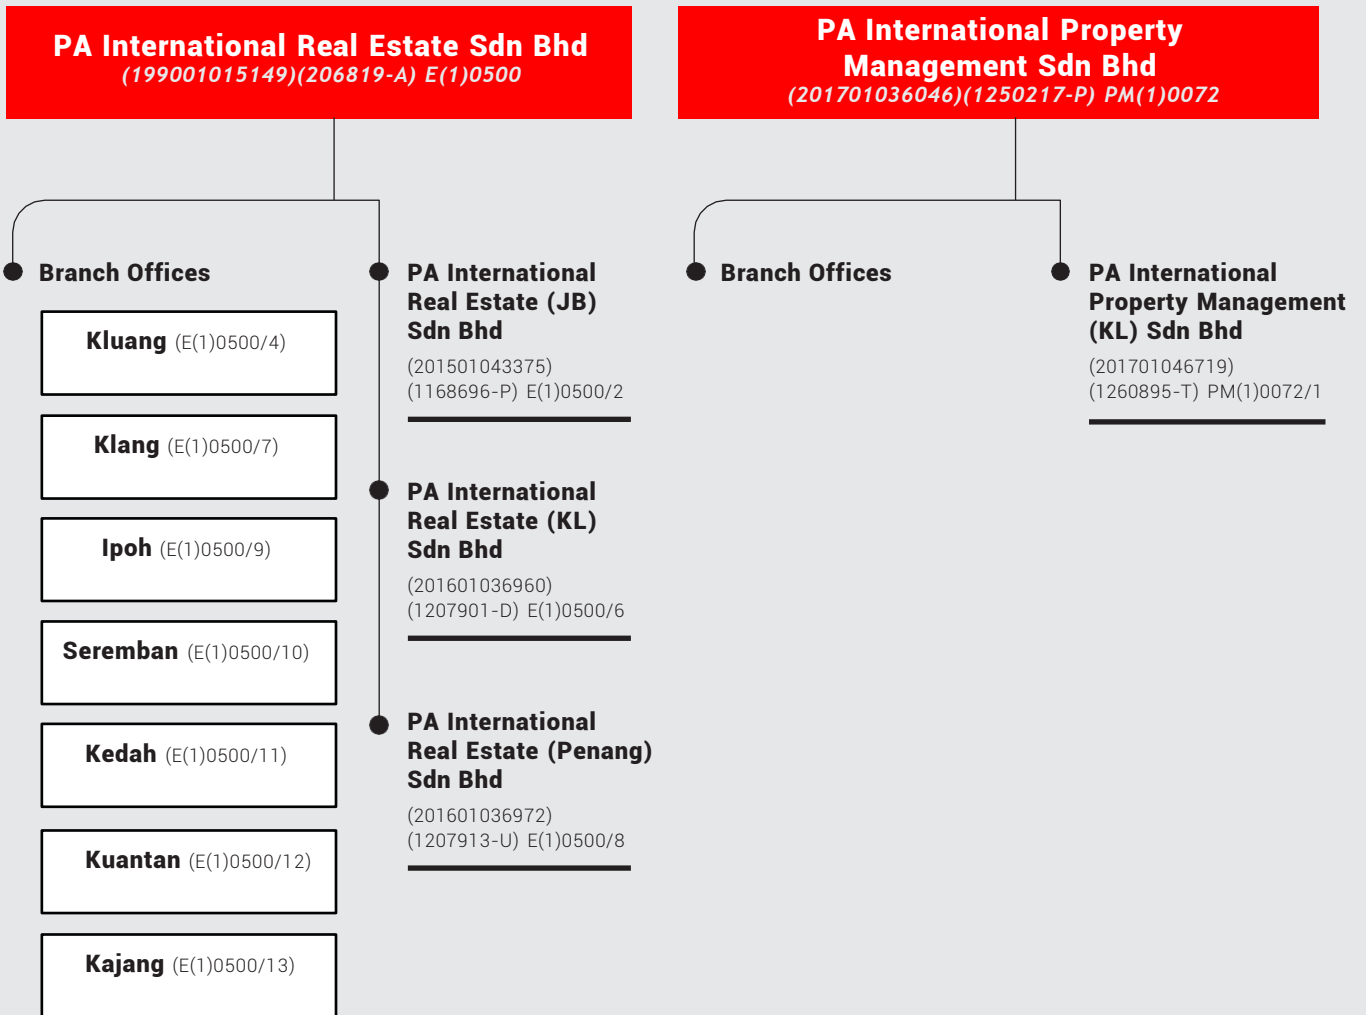 PA International Real Estate Sdn Bhd
(199001015149)(206819-A) E(1)0500
Branch Offices
Kluang (E(1)0500/4)
Klang (E(1)0500/7)
Ipoh (E(1)0500/9)
Seremban (E(1)0500/10)
Kedah (E(1)0500/11)
Kuantan (E(1)0500/12)
Kajang (E(1)0500/13)
PA International
Real Estate (JB)
Sdn Bhd
(201501043375)
(1168696-P) E(1)0500/2
PA International
Real Estate (KL)
Sdn Bhd
(201601036960)
(1207901-D) E(1)0500/6
PA International
Real Estate (Penang)
Sdn Bhd
(201601036972)
(1207913-U) E(1)0500/8
PA International Property
Management Sdn Bhd
(201701036046)(1250217-P) PM(1)0072
Branch Offices
PA International
Property Management
(KL) Sdn Bhd
(201701046719)
(1260895-T) PM(1)0072/1